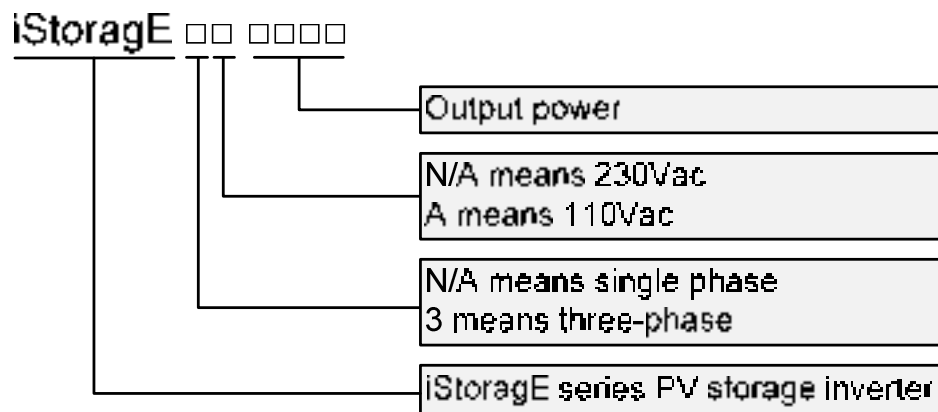 iStoragE □□ □□□□
Output power
N/A means 230Vac
A means 110Vac
N/A means single phase
3 means three-phase
iStoragE series PV storage inverter